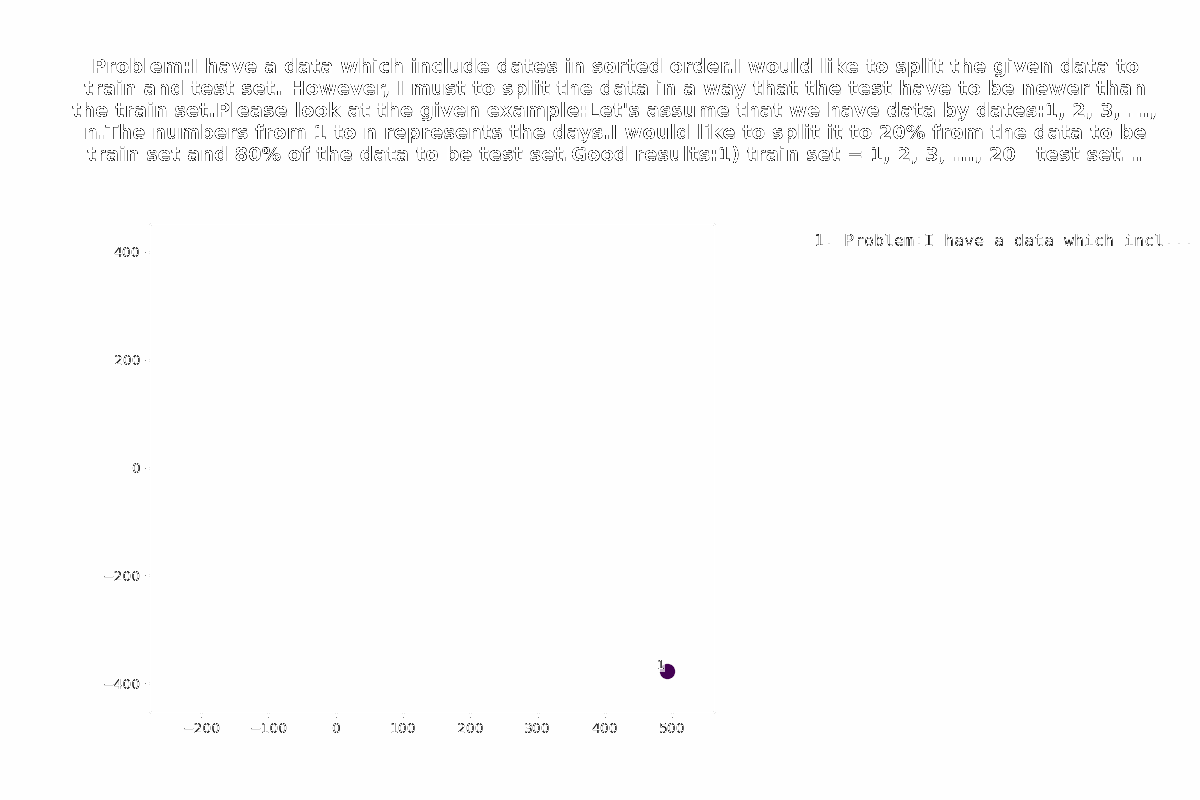 Problem:I have a data which include dates in sorted order.I would like to split the given data to
train and test set. However, I must to split the data in a way that the test have to be newer than
the train set.Please look at the given example:Let's assume that we have data by dates:1, 2, 3, ...,
n.The numbers from 1 to n represents the days.I would like to split it to 20% from the data to be
train set and 80% of the data to be test set.Good results:1) train set = 1, 2, 3, ..., 20   test set...
1. Problem:I have a data which incl...
400
200
0
−200
−400
1
−200 −100 0 100 200 300 400 500